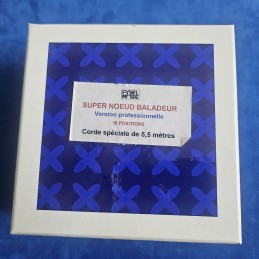 SUPER NOEUD BALADEUR
Version professionnelle
16 POSITIONS
Corde spéciale de 5,5 mètres